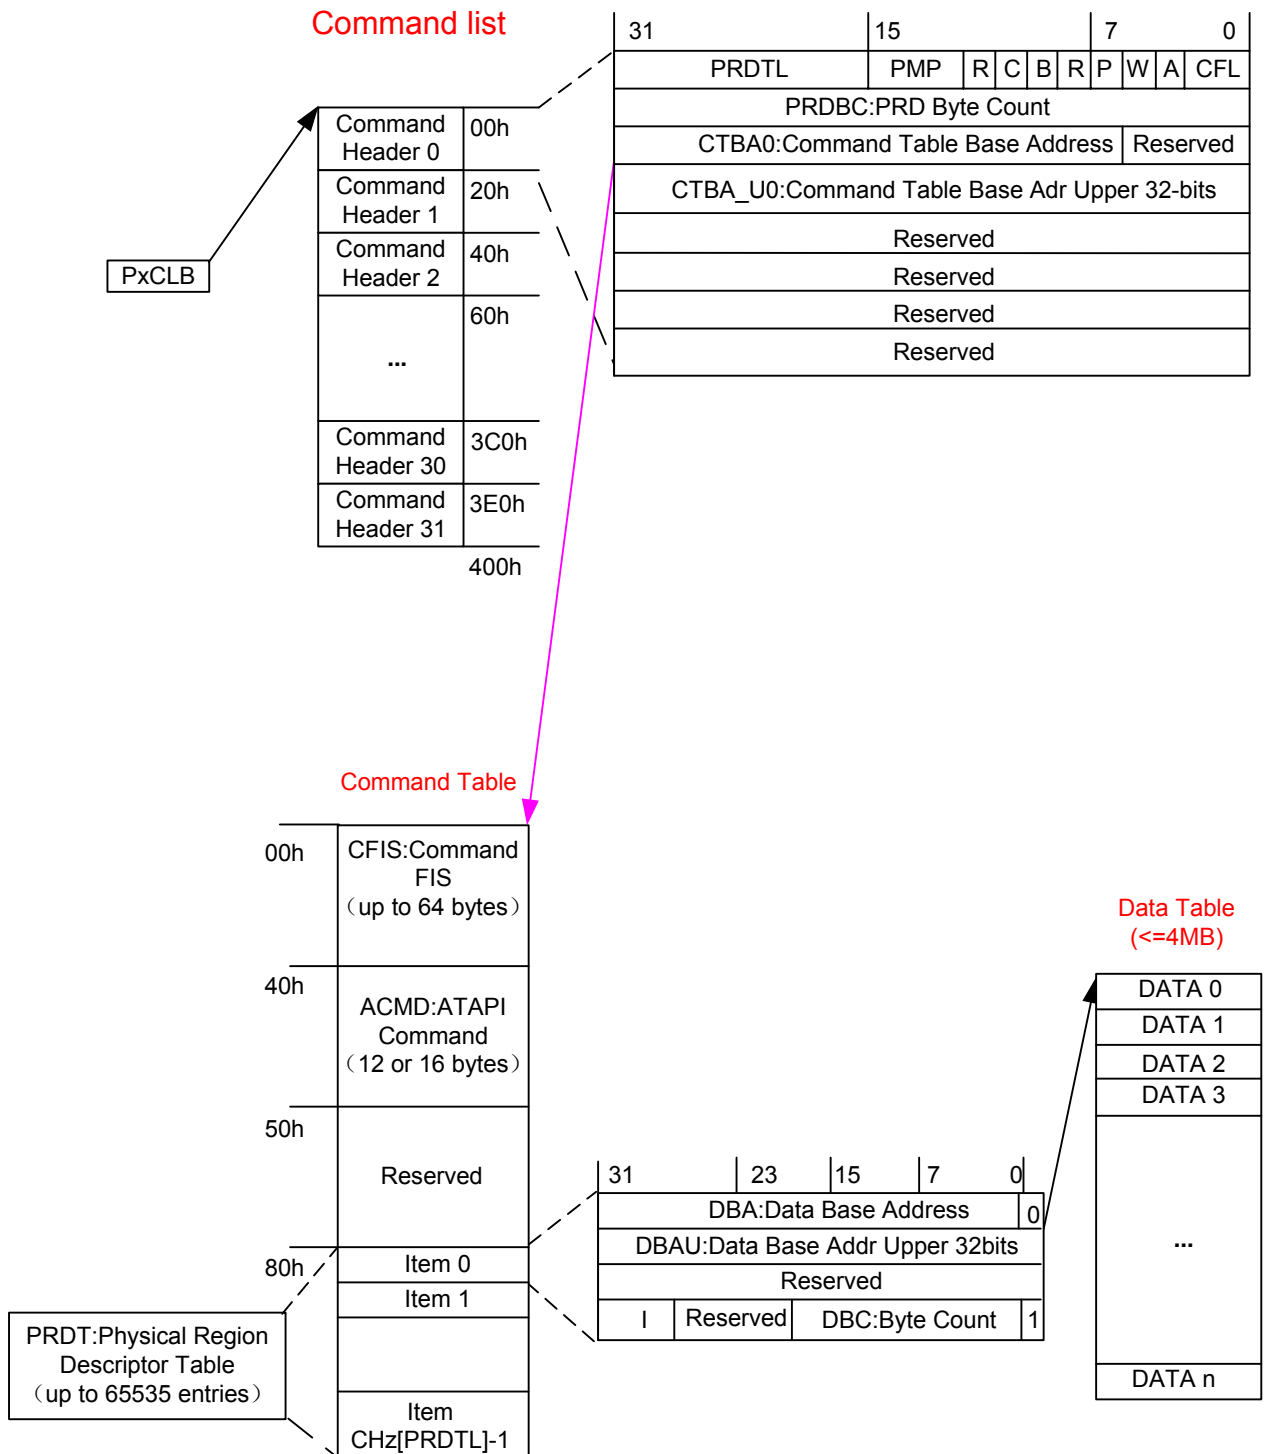 Command list
31 15 7 0
PRDTL PMP R C B R P W A CFL
PRDBC:PRD Byte Count
CTBA0:Command Table Base Address Reserved
CTBA_U0:Command Table Base Adr Upper 32-bits
Reserved
Reserved
Reserved
Reserved
PxCLB
Command
Header 0
00h
Command
Header 1
20h
Command
Header 2
40h
60h
...
Command
Header 30
3C0h
Command
Header 31
3E0h
400h
Command Table
00h
CFIS:Command
FIS
（up to 64 bytes）
40h
ACMD:ATAPI
Command
（12 or 16 bytes）
50h
Reserved
80h
Item 0
Item 1
Item
CHz[PRDTL]-1
PRDT:Physical Region
Descriptor Table
（up to 65535 entries）
31 23 15 7 0
DBA:Data Base Address 0
DBAU:Data Base Addr Upper 32bits
Reserved
I Reserved DBC:Byte Count 1
Data Table
(<=4MB)
DATA 0
DATA 1
DATA 2
DATA 3
...
DATA n